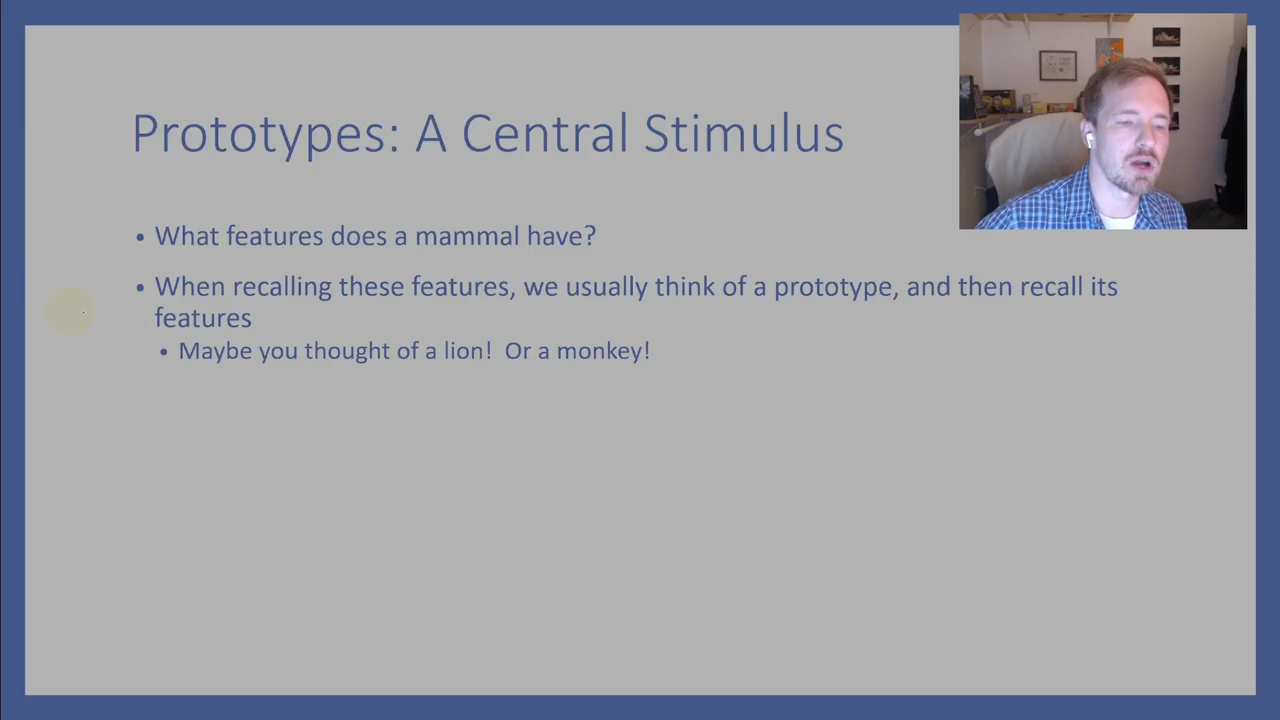 Prototypes: A Central Stimulus
• What features does a mammal have?
• When recalling these features, we usually think of a prototype, and then recall its
features
• Maybe you thought of a lion!  Or a monkey!